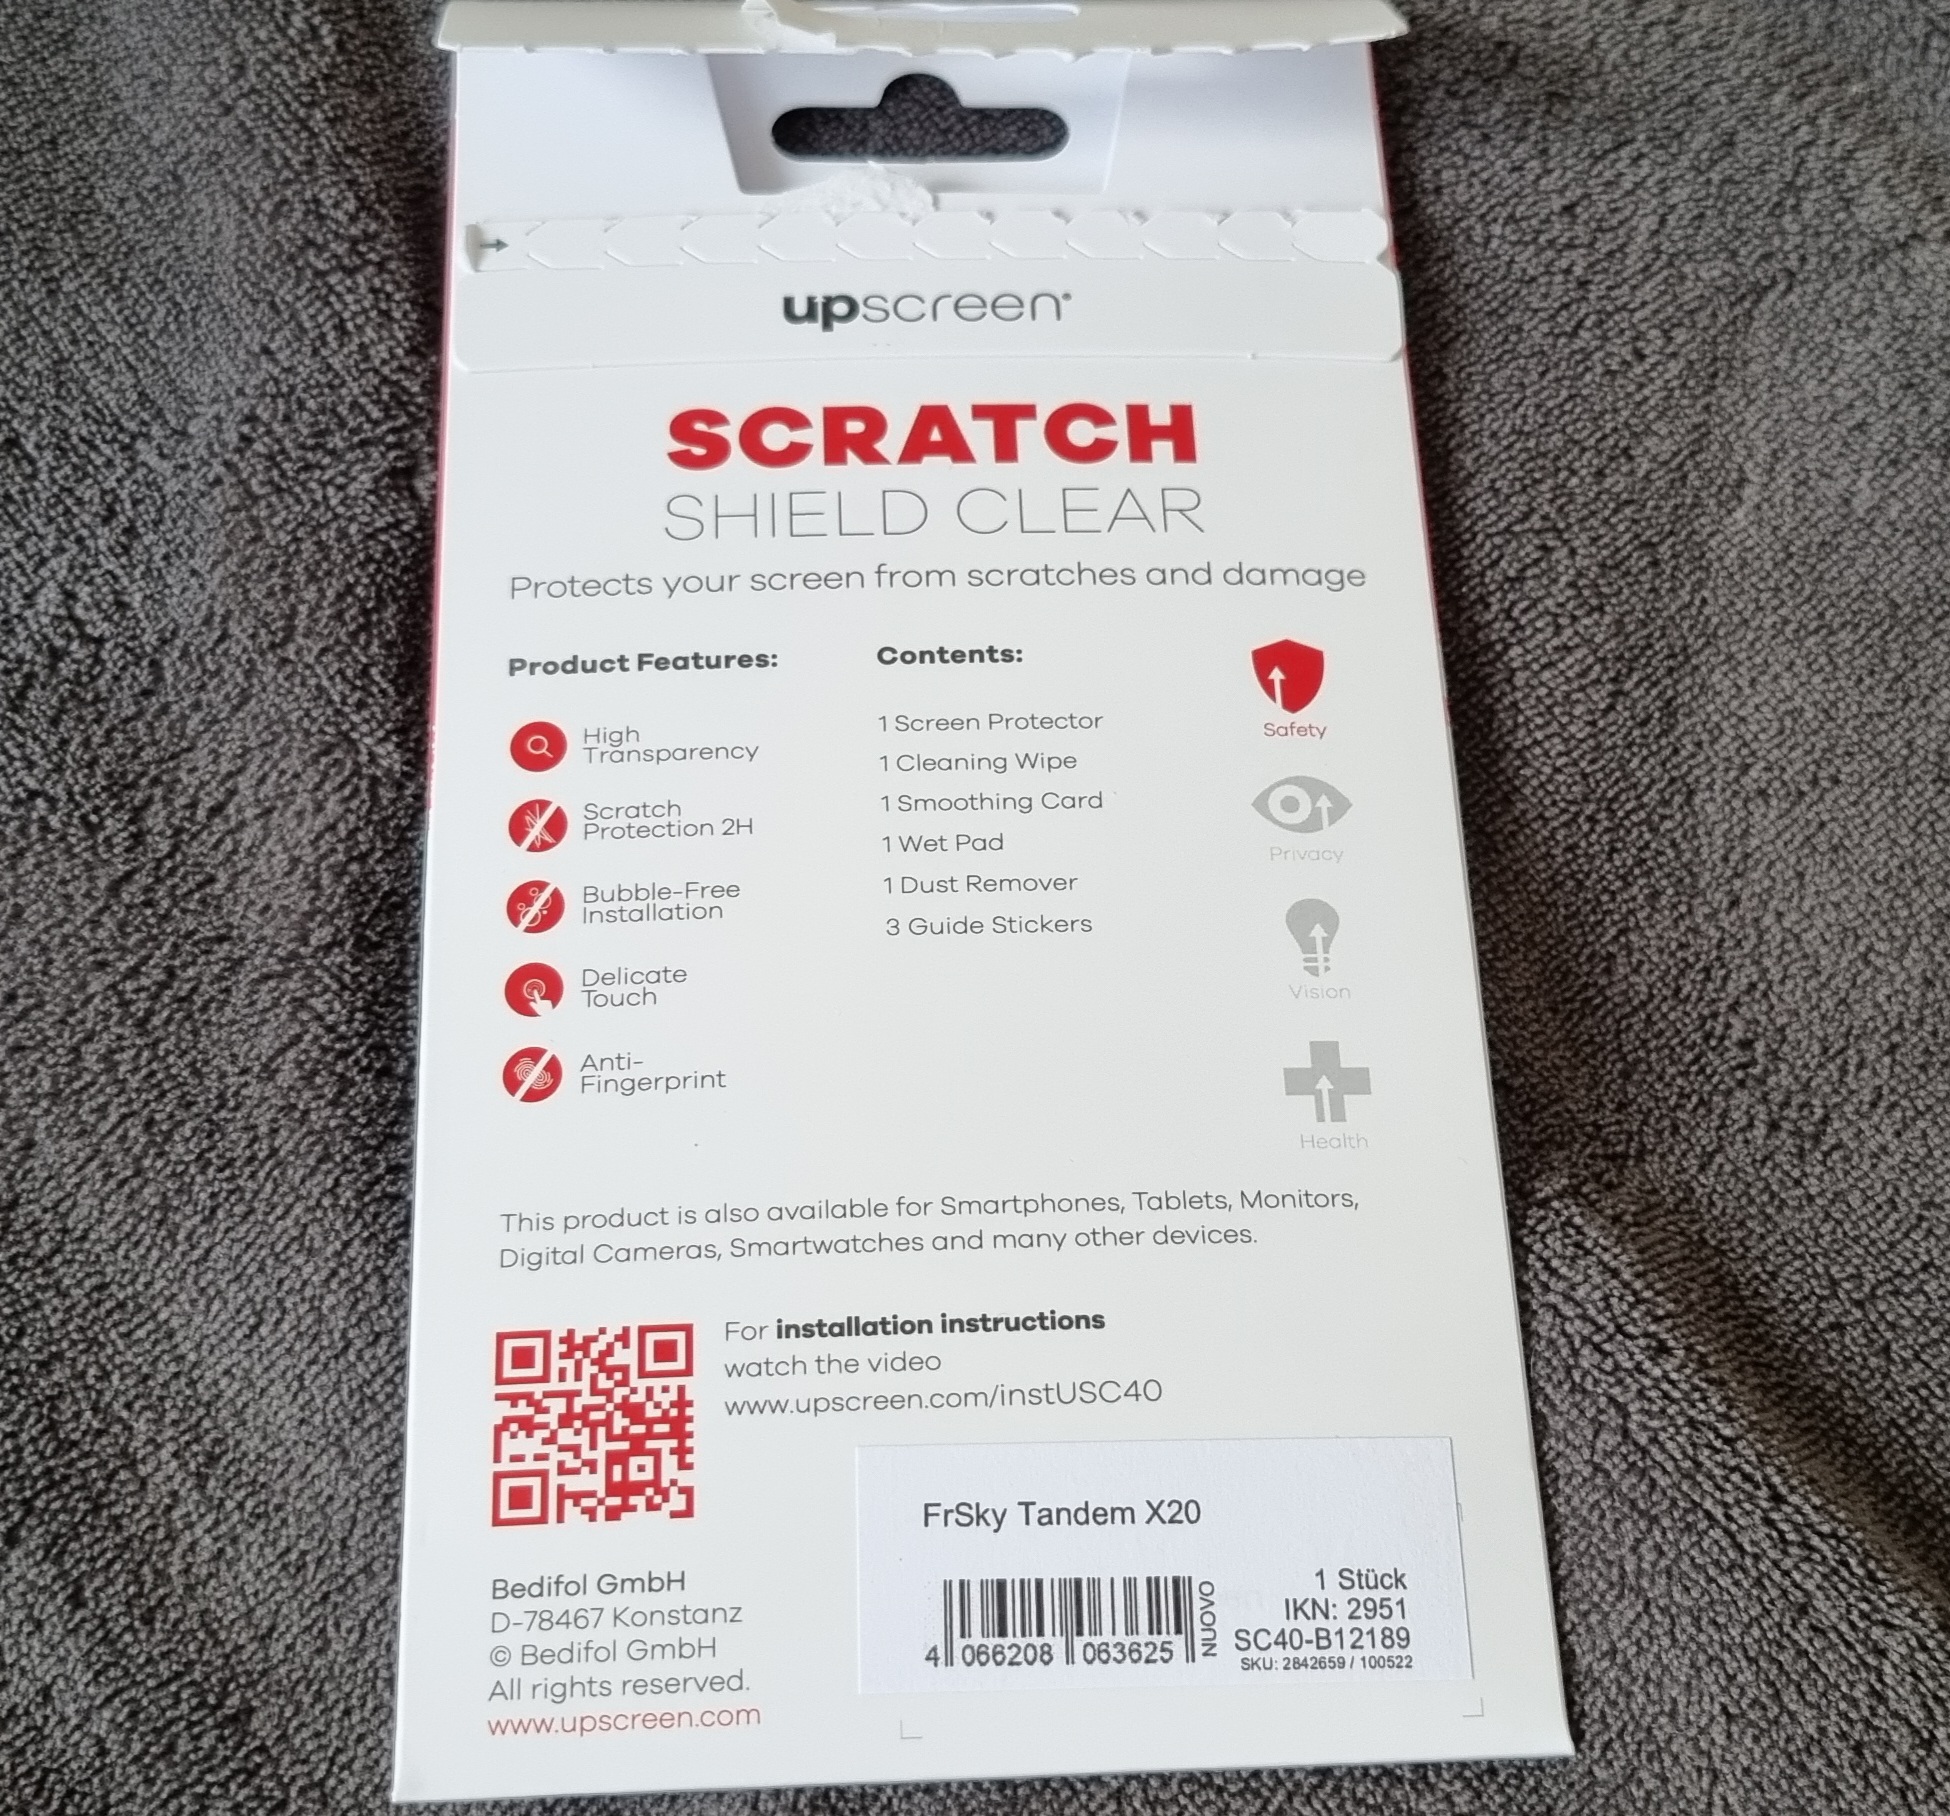 upscreen
SCRATCH
SHIELD CLEAR
Protects your screen from scratches and damage
Product Features:
High
Transparency
Scratch
Protection 2H
Bubble-Free
Installation
Delicate
Touch
Anti-
Fingerprint
Contents:
1 Screen Protector
1 Cleaning Wipe
1 Smoothing Card
1 Wet Pad
1 Dust Remover
3 Guide Stickers
Safety
Privacy
Vision
Health
This product is also available for Smartphones, Tablets, Monitors,
Digital Cameras, Smartwatches and many other devices.
For installation instructions
watch the video
www.upscreen.com/instUSC40
Bedifol GmbH
D-78467 Konstanz
© Bedifol GmbH
All rights reserved.
www.upscreen.com
FrSky Tandem X20
4 066208 063625
NUOVO
1 Stück
IKN: 2951
SC40-B12189
SKU: 2842659 / 100522